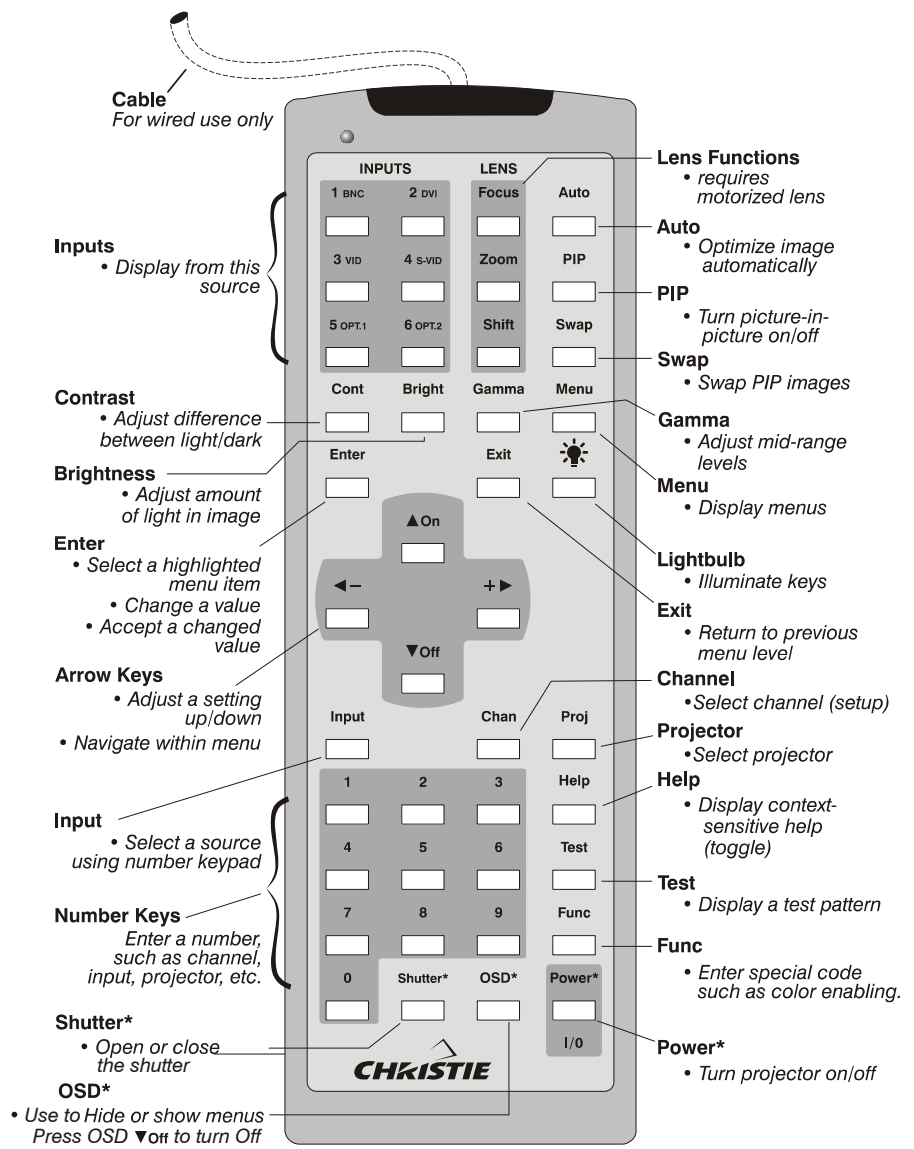 Cable
For wired use only
Inputs
• Display from this
source
Contrast
• Adjust difference
between light/dark
Brightness
• Adjust amount
of light in image
Enter
• Select a highlighted
menu item
• Change a value
• Accept a changed
value
Arrow Keys
• Adjust a setting
up/down
• Navigate within menu
Input
• Select a source
using number keypad
Number Keys
Enter a number,
such as channel,
input, projector, etc.
Shutter*
• Open or close
the shutter
OSD*
• Use to Hide or show menus
Press OSD ▼Off to turn Off
INPUTS LENS
1 BNC 2 DVI Focus Auto
3 VID 4 S-VID Zoom PIP
5 OPT.1 6 OPT.2 Shift Swap
Cont Bright Gamma Menu
Enter Exit
▲On
◄– +►
▼Off
Input Chan Proj
1 2 3 Help
4 5 6 Test
7 8 9 Func
0 Shutter* OSD* Power*
I/0
CHRISTIE
Lens Functions
• requires
motorized lens
Auto
• Optimize image
automatically
PIP
• Turn picture-in-
picture on/off
Swap
• Swap PIP images
Gamma
• Adjust mid-range
levels
Menu
• Display menus
Lightbulb
• Illuminate keys
Exit
• Return to previous
menu level
Channel
•Select channel (setup)
Projector
•Select projector
Help
• Display context-
sensitive help
(toggle)
Test
• Display a test pattern
Func
• Enter special code
such as color enabling.
Power*
• Turn projector on/off